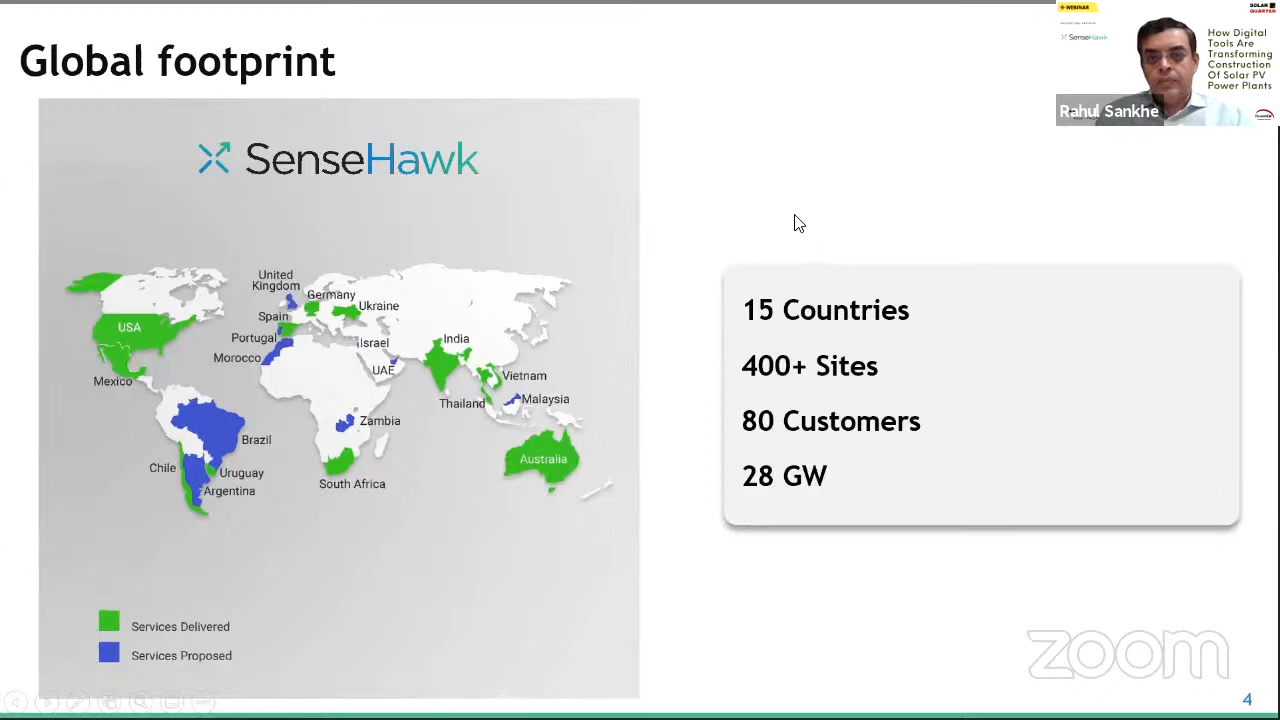 Global footprint
WEBINAR
SOLAR
QUARTER
SenseHawk
How Digital
Tools Are
Transforming
Construction
Of Solar PV
Power Plants
Rahul Sankhe
SenseHawk
United
Kingdom
Germany
Ukraine
Spain
Portugal
Morocco
Israel
UAE
India
USA
Mexico
Vietnam
Thailand
Malaysia
Zambia
Brazil
Chile
Uruguay
Argentina
South Africa
Australia
Services Delivered
Services Proposed
15 Countries
400+ Sites
80 Customers
28 GW
zoom
4